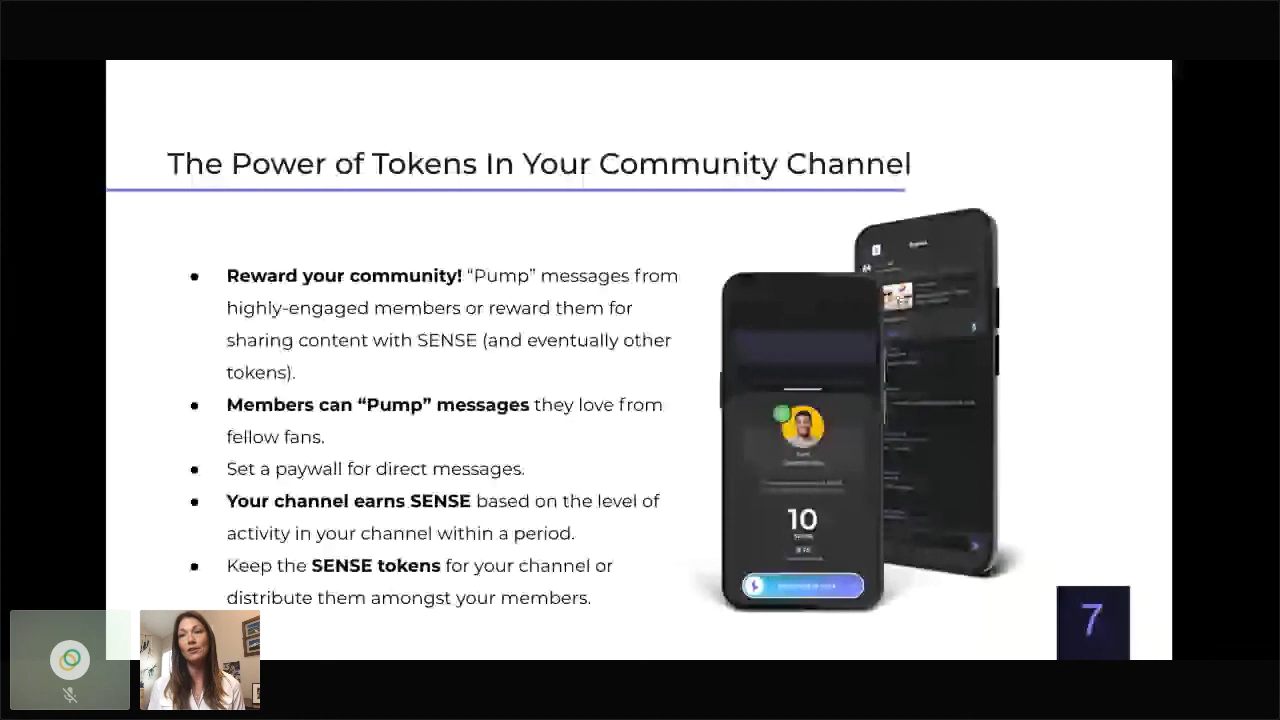 The Power of Tokens In Your Community Channel
● Reward your community! “Pump” messages from
highly-engaged members or reward them for
sharing content with SENSE (and eventually other
tokens).
● Members can “Pump” messages they love from
fellow fans.
● Set a paywall for direct messages.
● Your channel earns SENSE based on the level of
activity in your channel within a period.
● Keep the SENSE tokens for your channel or
distribute them amongst your members.
10
7